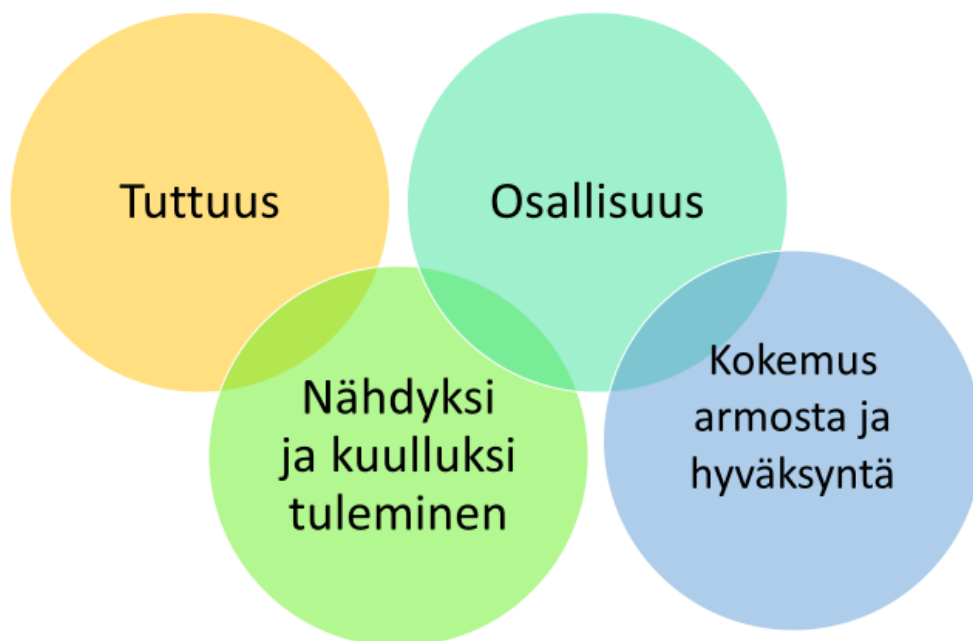 Tuttuus
Osallisuus
Nähdyksi
ja kuulluksi
tuleminen
Kokemus
armosta ja
hyväksyntä